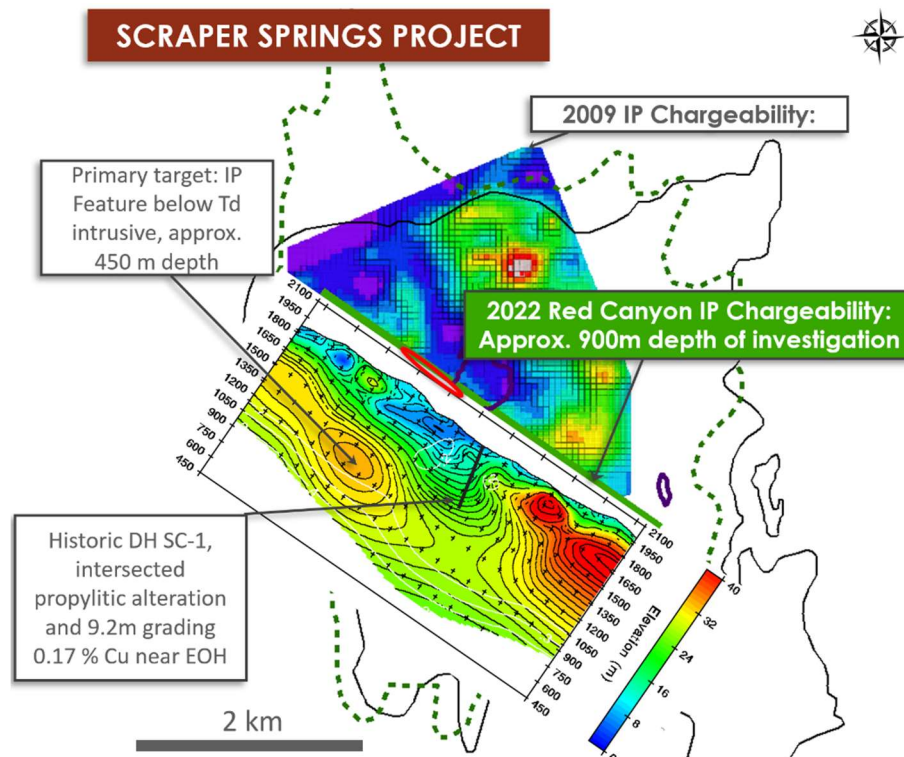 SCRAPER SPRINGS PROJECT
2009 IP Chargeability:
Primary target: IP
Feature below Td
intrusive, approx.
450 m depth
2022 Red Canyon IP Chargeability:
Approx. 900m depth of investigation
2100
1950
1800
1650
1500
1350
1200
1050
900
750
600
450
Historic DH SC-1,
intersected
propylitic alteration
and 9.2m grading
0.17 % Cu near EOH
2100
1950
1800
1650
1500
1350
1200
1050
900
750
600
450
Elevation (m)
40
32
24
16
8
2 km